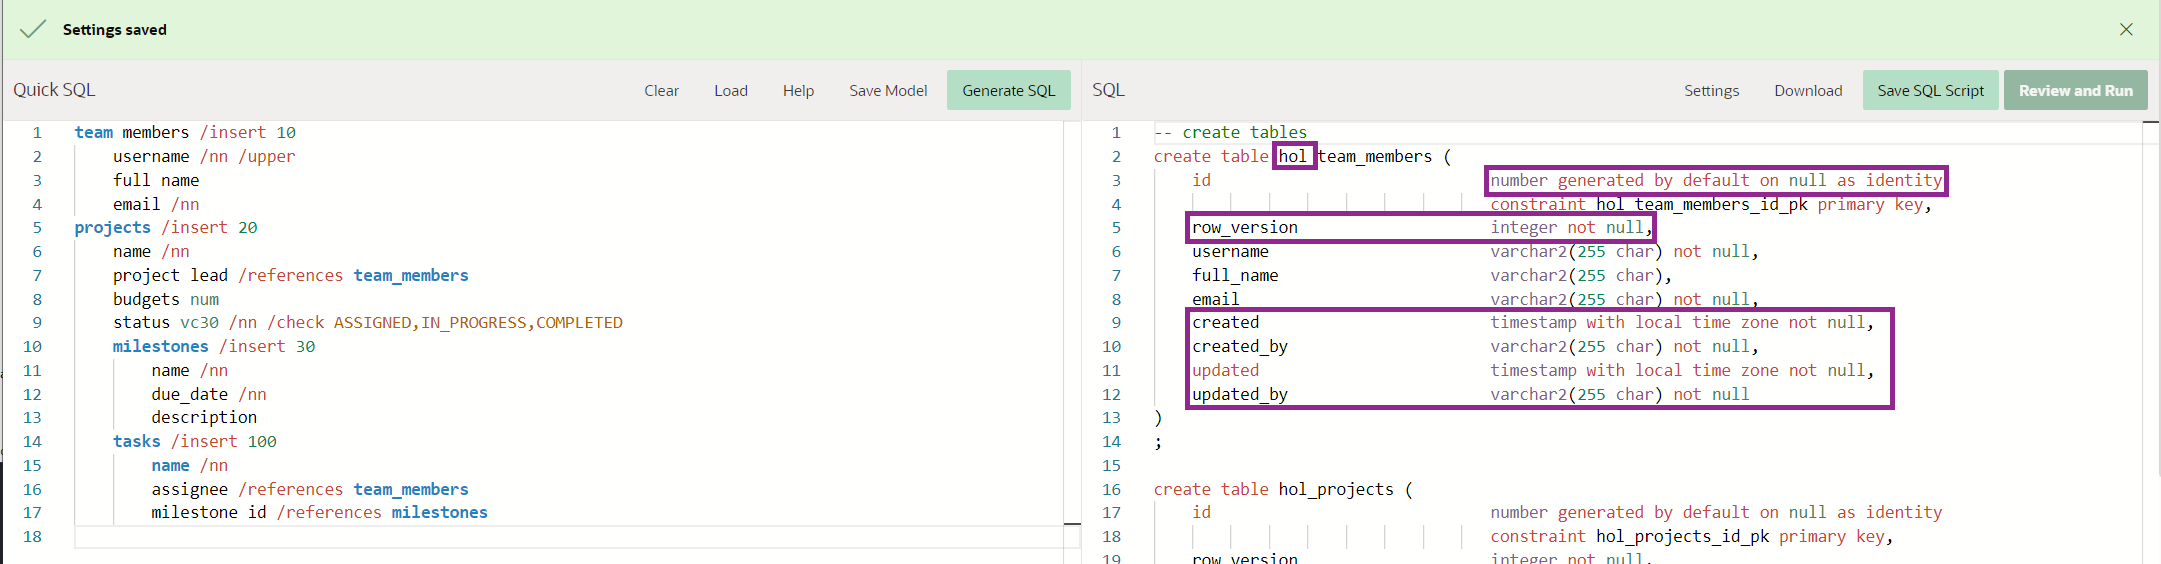 Settings saved
Quick SQL Clear Load Help Save Model Generate SQL
1 team members /insert 10
2 username /nn /upper
3 full name
4 email /nn
5 projects /insert 20
6 name /nn
7 project lead /references team_members
8 budgets num
9 status vc30 /nn /check ASSIGNED,IN_PROGRESS,COMPLETED
10 milestones /insert 30
11 name /nn
12 due_date /nn
13 description
14 tasks /insert 100
15 name /nn
16 assignee /references team_members
17 milestone id /references milestones
18
SQL Settings Download Save SQL Script Review and Run
1 -- create tables
2 create table hol_team_members (
3 id number generated by default on null as identity
4 constraint hol_team_members_id_pk primary key,
5 row_version integer not null,
6 username varchar2(255 char) not null,
7 full_name varchar2(255 char),
8 email varchar2(255 char) not null,
9 created timestamp with local time zone not null,
10 created_by varchar2(255 char) not null,
11 updated timestamp with local time zone not null,
12 updated_by varchar2(255 char) not null
13 )
14 ;
15
16 create table hol_projects (
17 id number generated by default on null as identity
18 constraint hol_projects_id_pk primary key,
19 row_version integer not null,